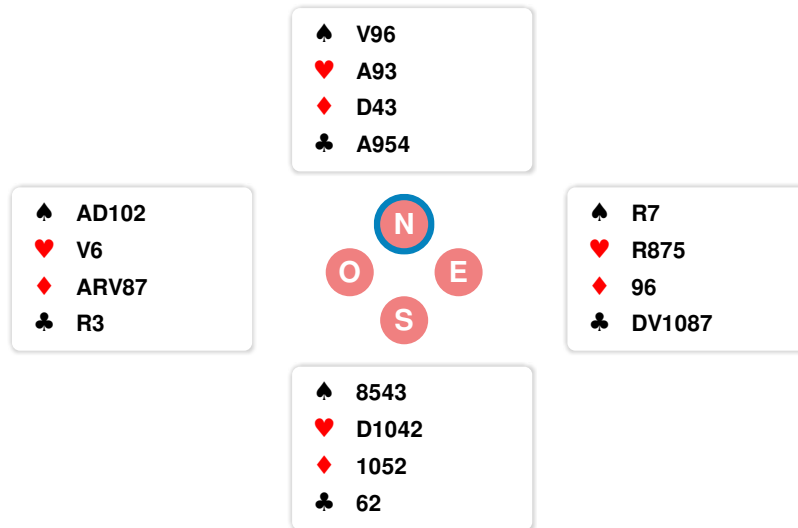 ♠ V96
♥ A93
♦ D43
♣ A954
♠ AD102
♥ V6
♦ ARV87
♣ R3
N
O E
S
♠ R7
♥ R875
♦ 96
♣ DV1087
♠ 8543
♥ D1042
♦ 1052
♣ 62